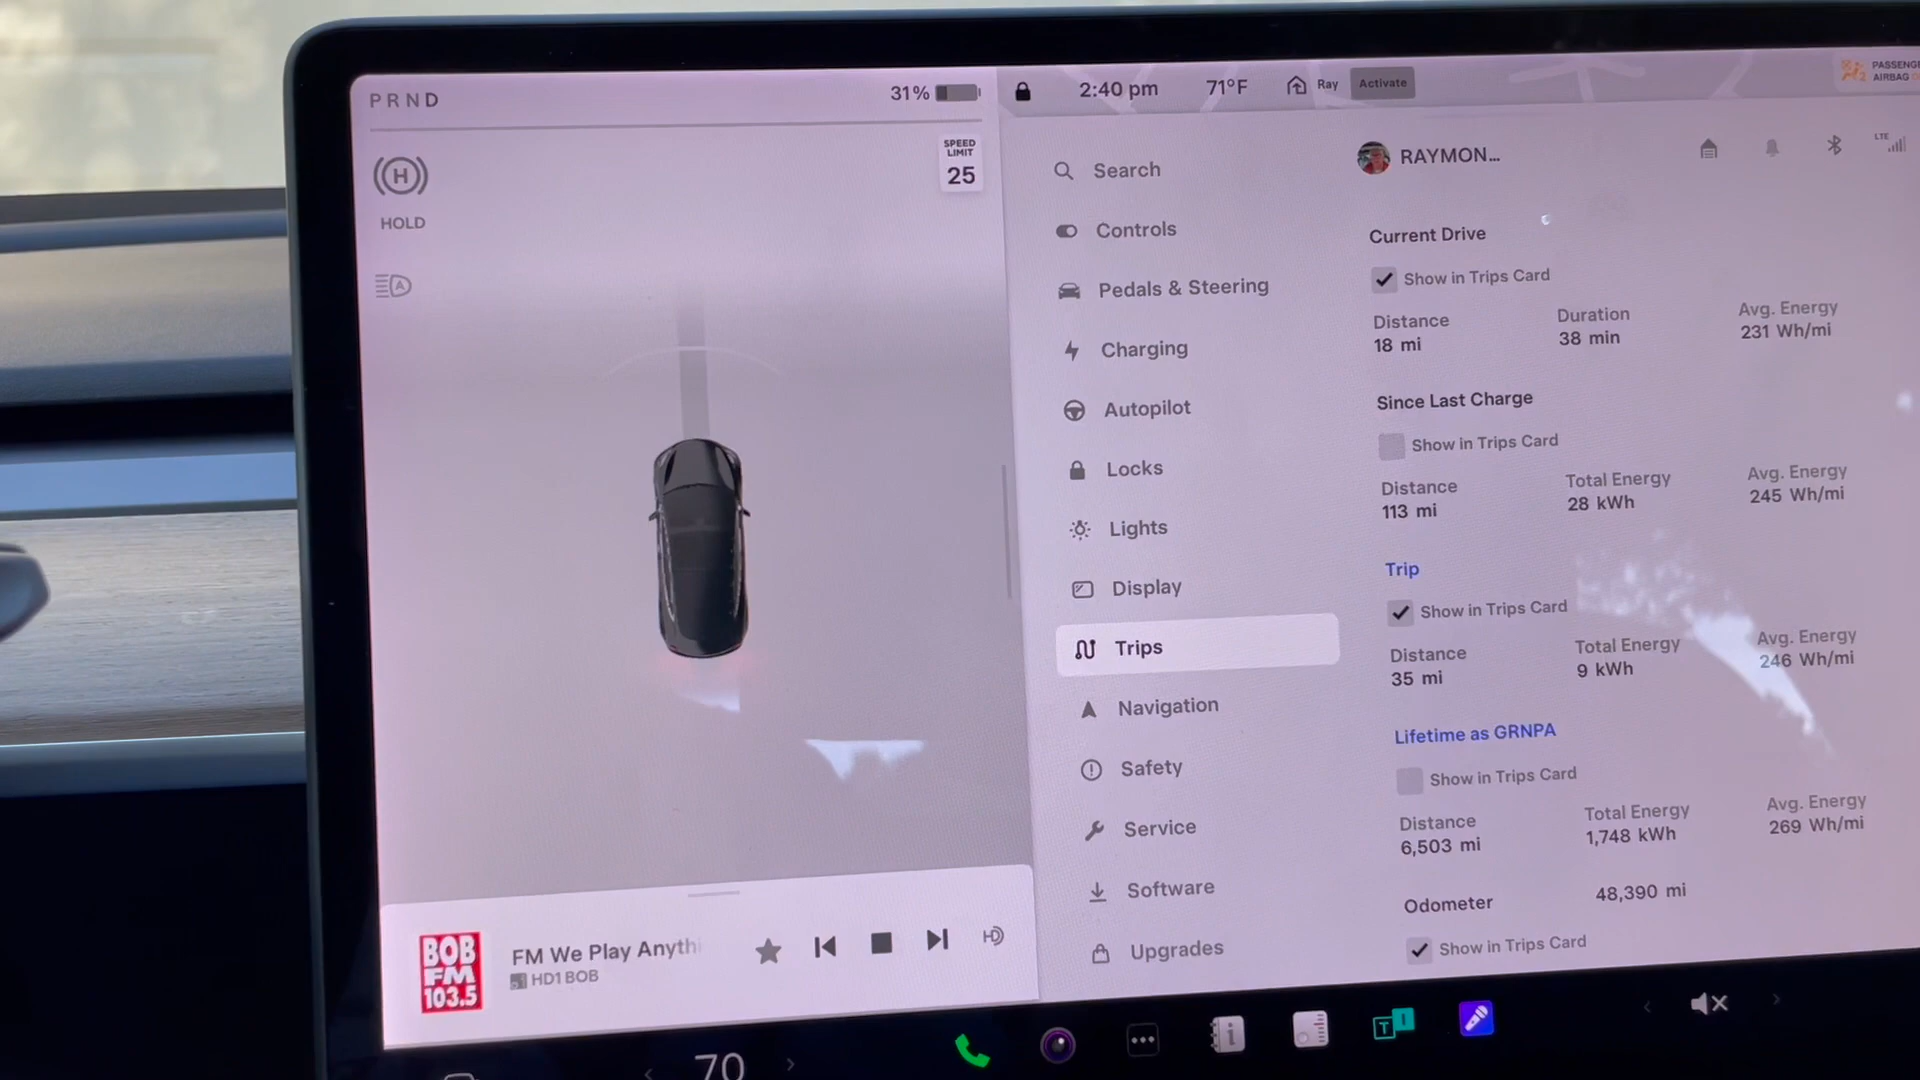 P R N D
31%
H
HOLD
A
SPEED
LIMIT
25
2:40 pm
71°F
Ray
Activate
PASSENGE
AIRBAG
Search
Controls
Pedals & Steering
Charging
Autopilot
Locks
Lights
Display
Trips
Navigation
Safety
Service
Software
Upgrades
RAYMON...
LTE
Current Drive
Show in Trips Card
Distance Duration Avg. Energy
18 mi 38 min 231 Wh/mi
Since Last Charge
Show in Trips Card
Distance Total Energy Avg. Energy
113 mi 28 kWh 245 Wh/mi
Trip
Show in Trips Card
Distance Total Energy Avg. Energy
35 mi 9 kWh 246 Wh/mi
Lifetime as GRNPA
Show in Trips Card
Distance Total Energy Avg. Energy
6,503 mi 1,748 kWh 269 Wh/mi
Odometer 48,390 mi
Show in Trips Card
BOB
FM
103.5
FM We Play Anythi
HD1 BOB
HD
70
i
T